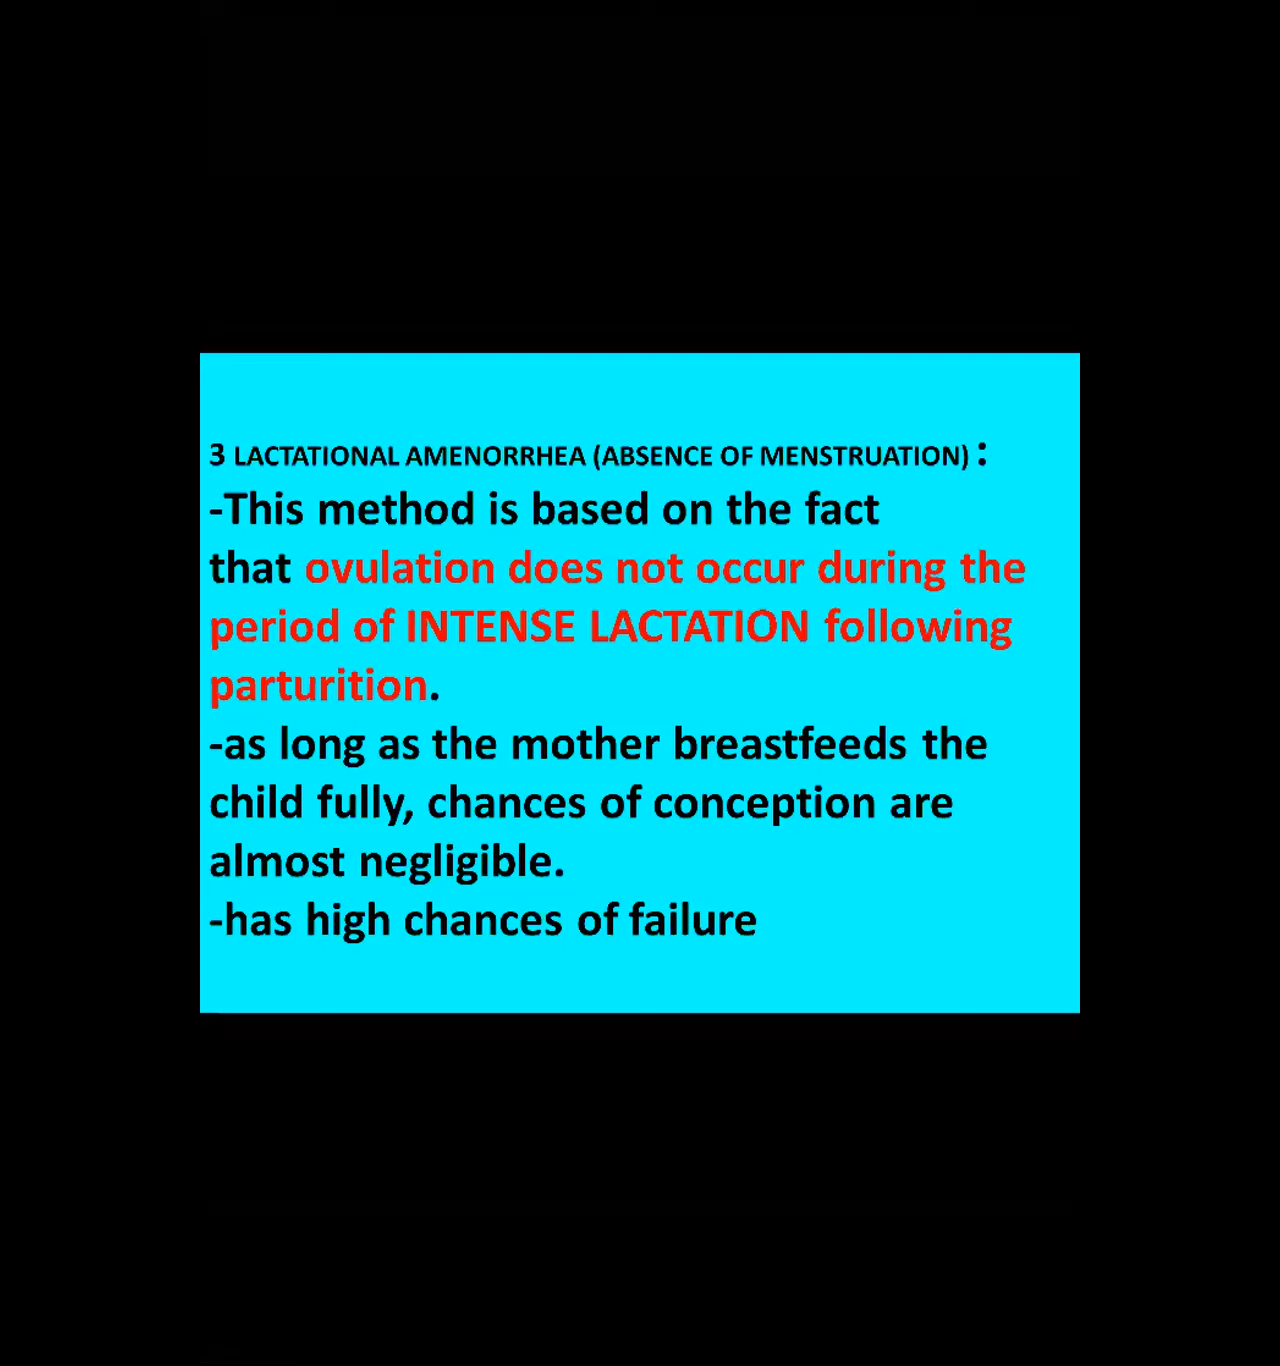 3 LACTATIONAL AMENORRHEA (ABSENCE OF MENSTRUATION) :
-This method is based on the fact
that ovulation does not occur during the
period of INTENSE LACTATION following
parturition.
-as long as the mother breastfeeds the
child fully, chances of conception are
almost negligible.
-has high chances of failure